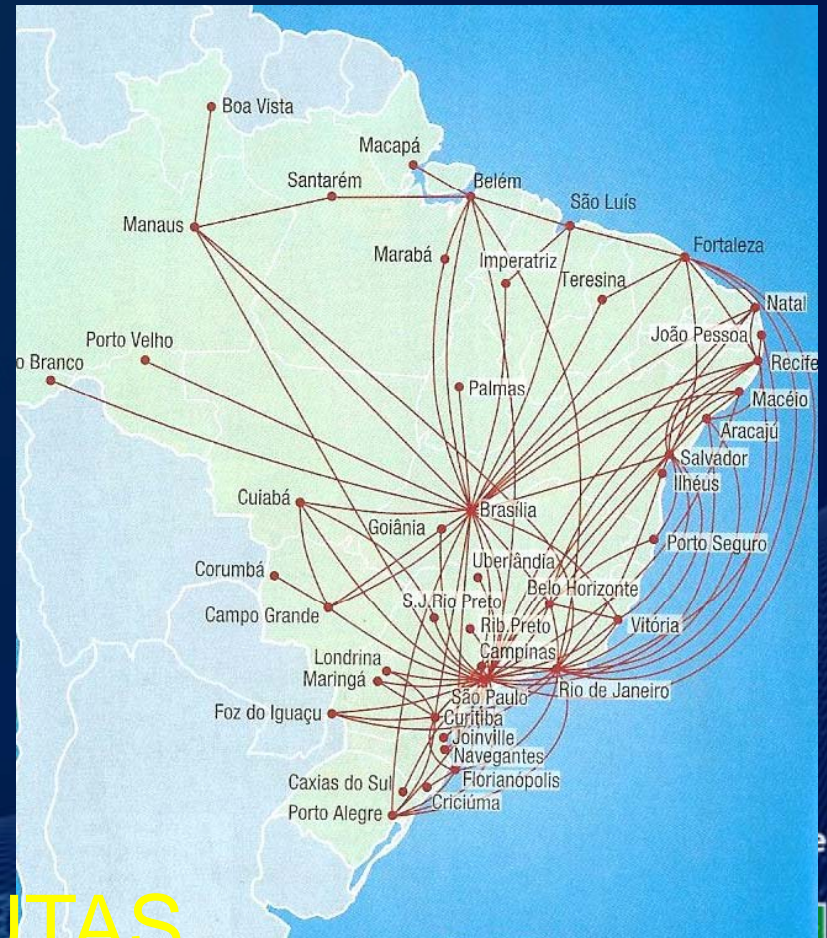 Boa Vista
Macapá
Santarém
Belém
São Luís
Manaus
Marabá
Imperatriz
Fortaleza
Teresina
Natal
João Pessoa
Porto Velho
o Branco
Recife
Palmas
Macéio
Aracajú
Salvador
Ilhéus
Cuiabá
Brasília
Goiânia
Porto Seguro
Uberlândia
Corumbá
Belo Horizonte
S.J.Rio Preto
Campo Grande
Rib.Preto
Vitória
Campinas
Londrina
Maringá
São Paulo
Rio de Janeiro
Foz do Iguaçu
Curitiba
Joinville
Navegantes
Caxias do Sul
Florianópolis
Criciúma
Porto Alegre
ITAS